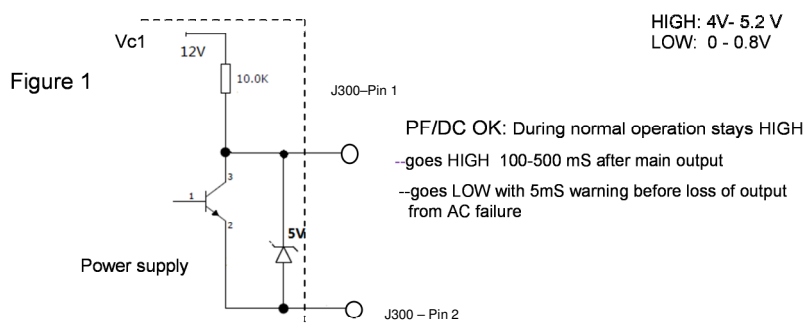 HIGH: 4V- 5.2 V
LOW: 0 - 0.8V
Vc1
12V
Figure 1
10.0K
J300–Pin 1
PF/DC OK: During normal operation stays HIGH
--goes HIGH 100-500 mS after main output
--goes LOW with 5mS warning before loss of output
from AC failure
3
1
2
5V
Power supply
J300 – Pin 2